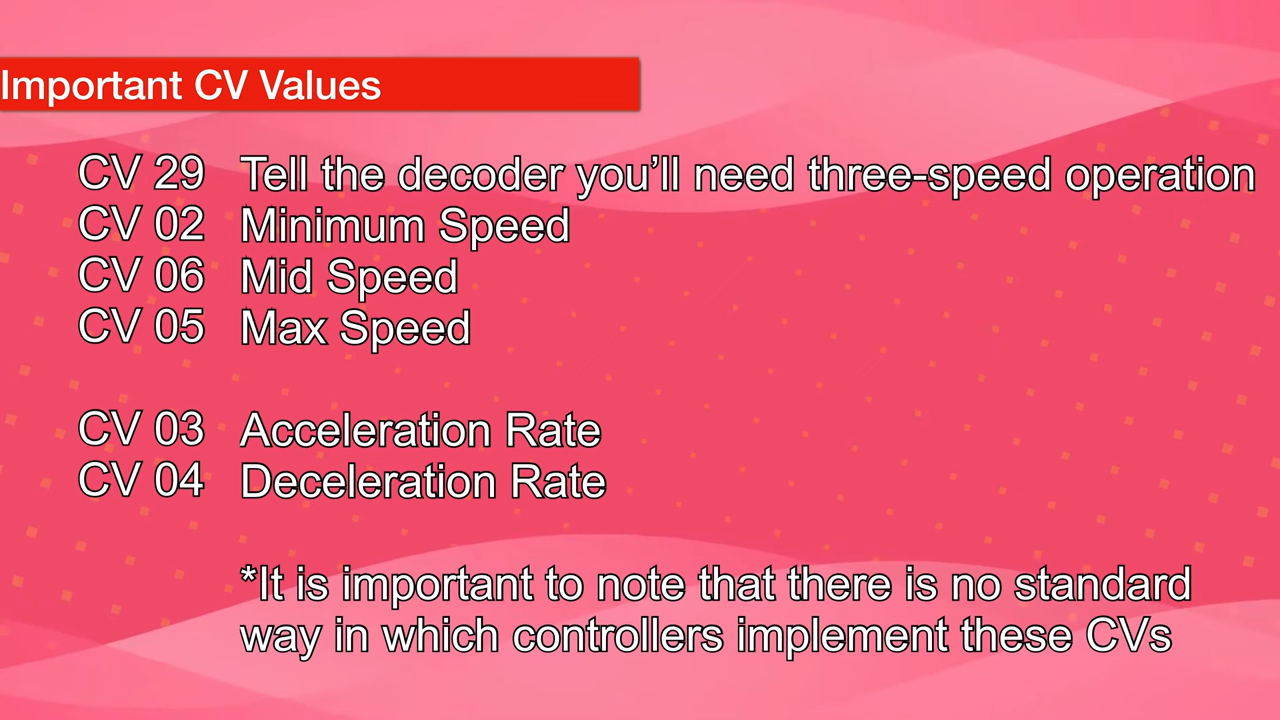 Important CV Values
CV 29 Tell the decoder you'll need three-speed operation
CV 02 Minimum Speed
CV 06 Mid Speed
CV 05 Max Speed
CV 03 Acceleration Rate
CV 04 Deceleration Rate
*It is important to note that there is no standard
way in which controllers implement these CVs